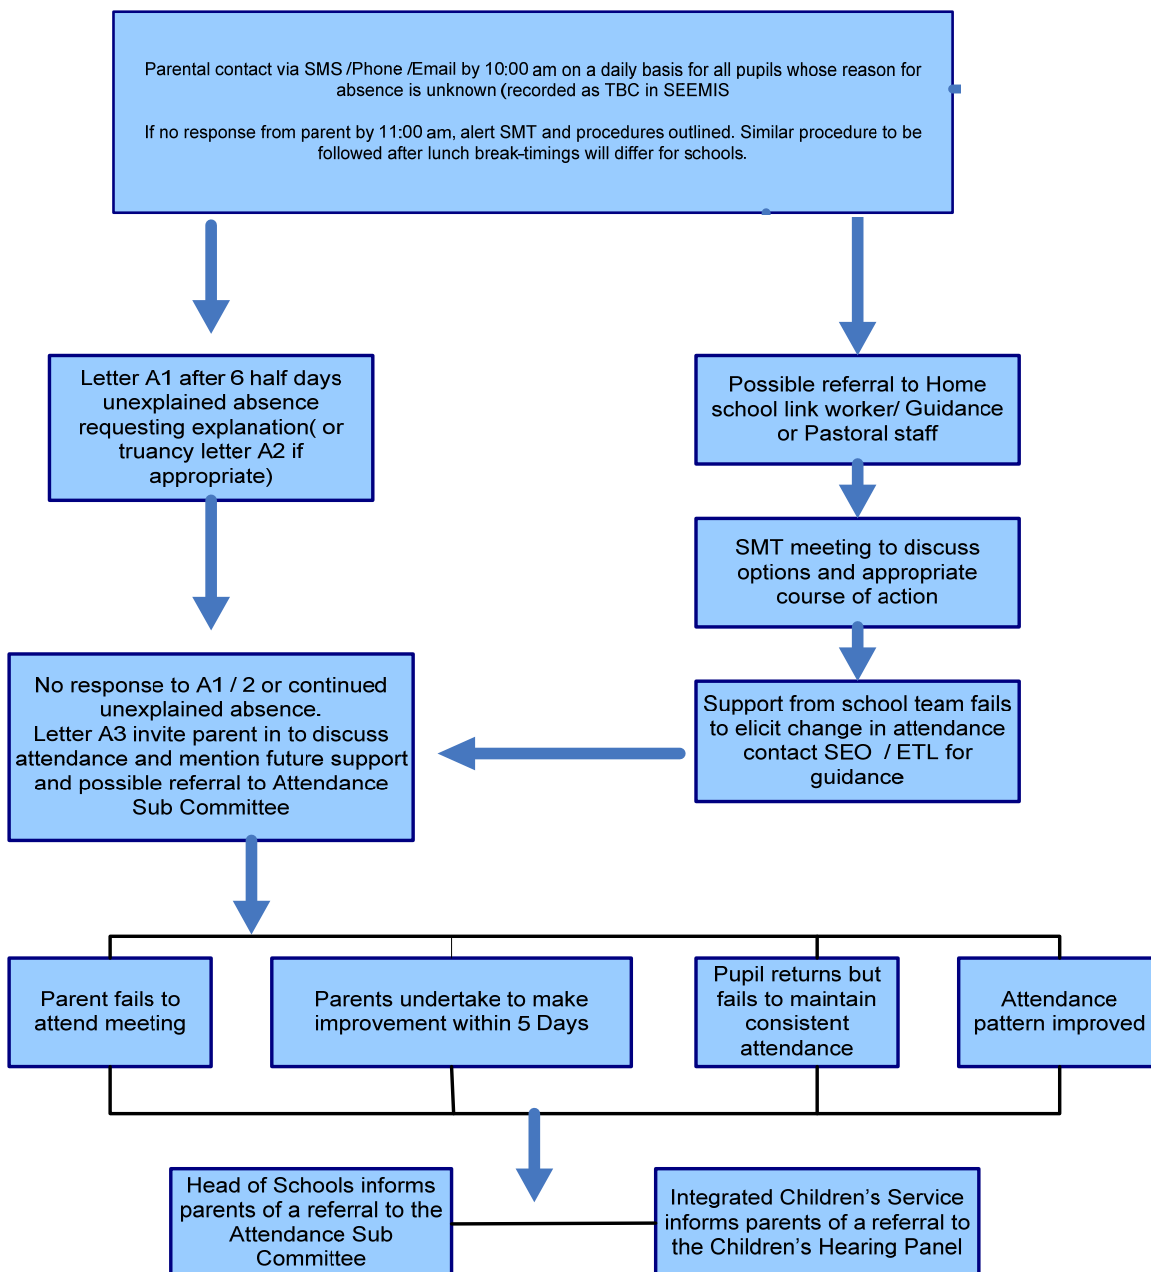 Parental contact via SMS /Phone /Email by 10:00 am on a daily basis for all pupils whose reason for
absence is unknown (recorded as TBC in SEEMIS
If no response from parent by 11:00 am, alert SMT and procedures outlined. Similar procedure to be
followed after lunch break-timings will differ for schools.
Letter A1 after 6 half days
unexplained absence
requesting explanation( or
truancy letter A2 if
appropriate)
Possible referral to Home
school link worker/ Guidance
or Pastoral staff
SMT meeting to discuss
options and appropriate
course of action
No response to A1 / 2 or continued
unexplained absence.
Letter A3 invite parent in to discuss
attendance and mention future support
and possible referral to Attendance
Sub Committee
Support from school team fails
to elicit change in attendance
contact SEO / ETL for
guidance
Parent fails to
attend meeting
Parents undertake to make
improvement within 5 Days
Pupil returns but
fails to maintain
consistent
attendance
Attendance
pattern improved
Head of Schools informs
parents of a referral to the
Attendance Sub
Committee
Integrated Children's Service
informs parents of a referral to
the Children's Hearing Panel